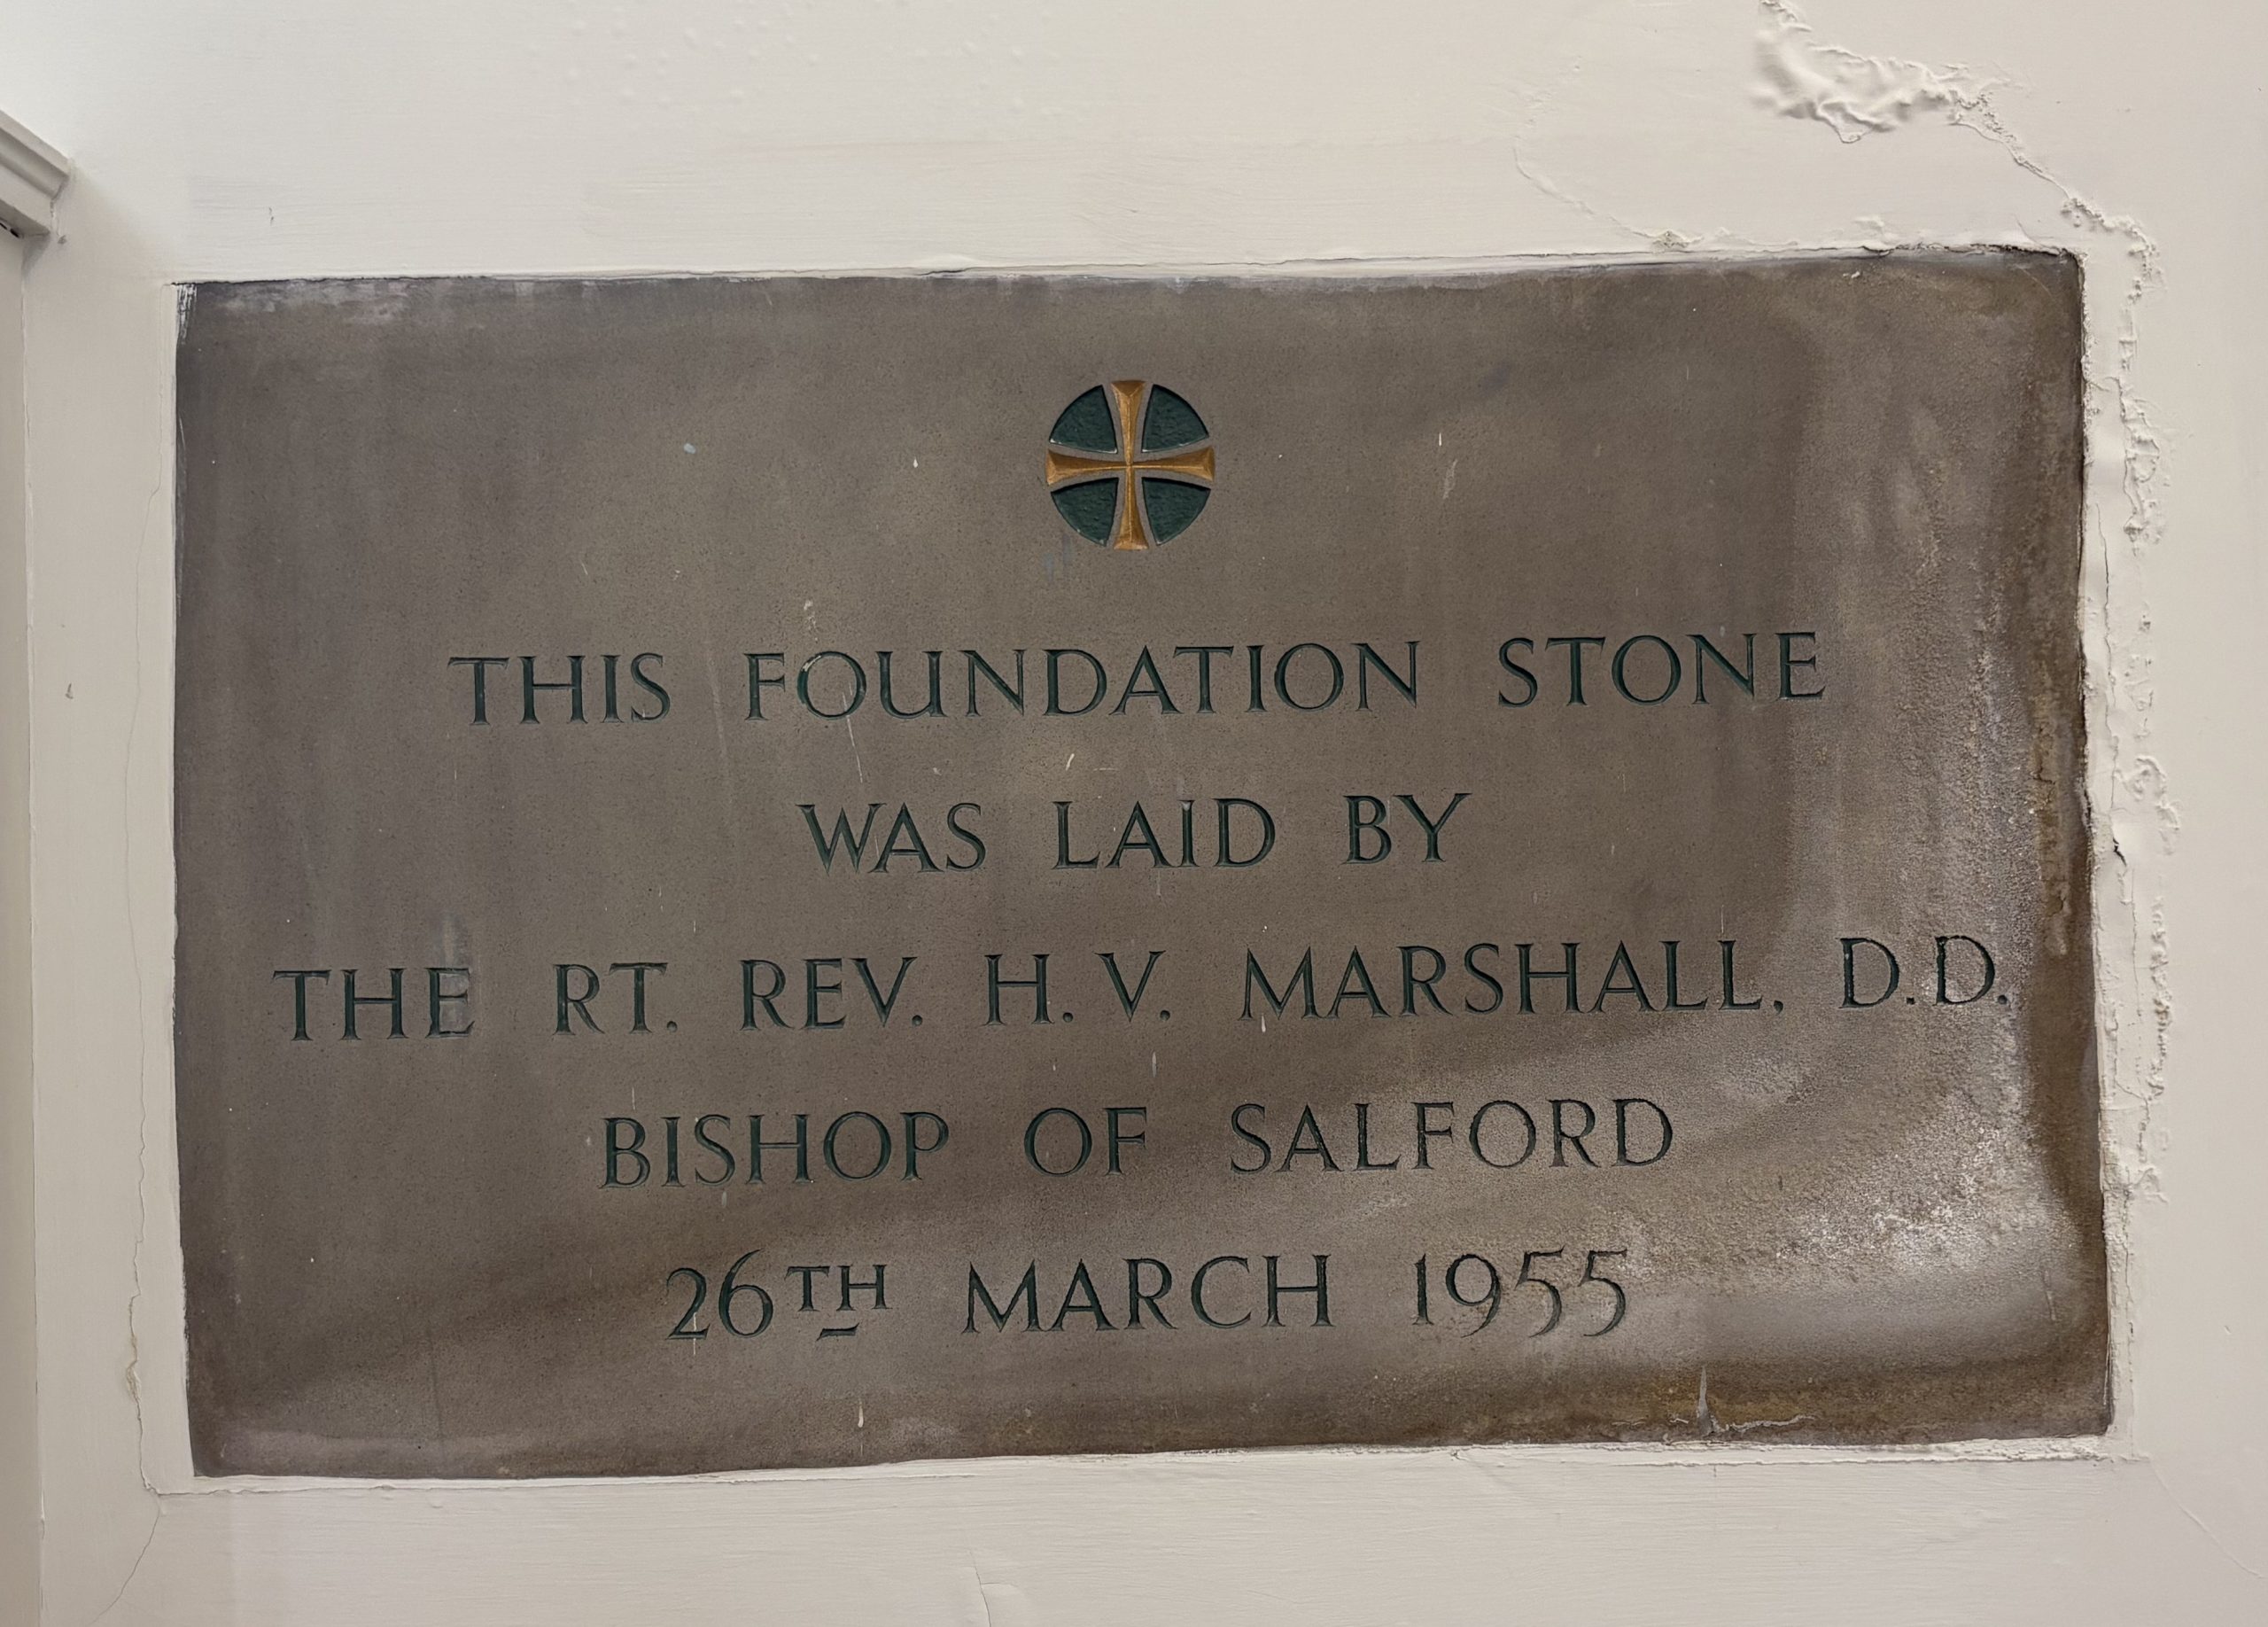 THIS FOUNDATION STONE
WAS LAID BY
THE RT. REV. H. V. MARSHALL, D.D.
BISHOP OF SALFORD
26TH MARCH 1955